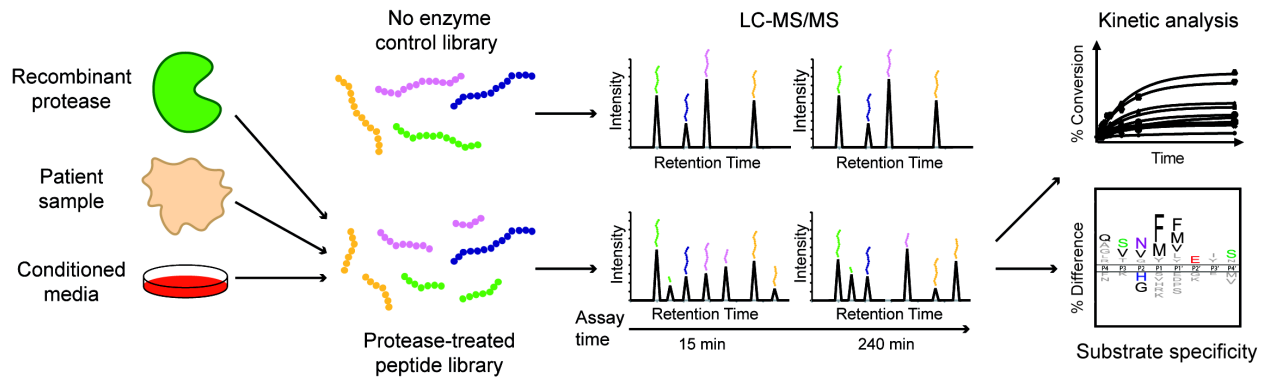 No enzyme
control library
LC-MS/MS
Kinetic analysis
Recombinant
protease
Patient
sample
Conditioned
media
Intensity
Retention Time
Intensity
Retention Time
% Conversion
Time
Protease-treated
peptide library
Intensity
Retention Time
Intensity
Retention Time
Assay
time
15 min
240 min
% Difference
Q
S
V
N
V
F
M
F
M
V
E
S
P4 P3 P2 P1 P1' P2' P3' P4'
H
G
Substrate specificity